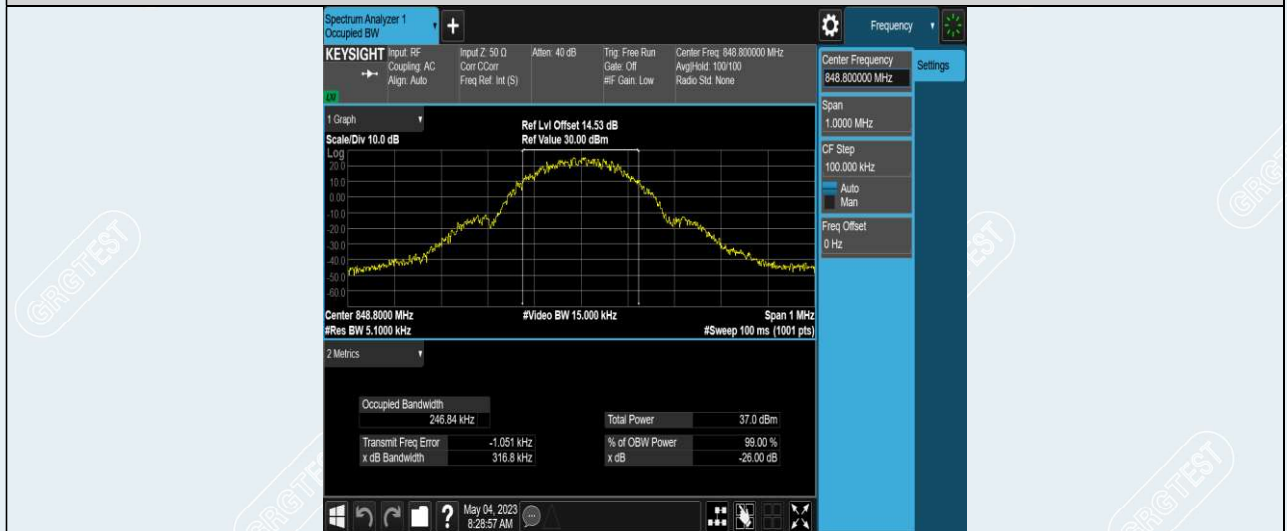 Spectrum Analyzer 1
Occupied BW
+
Frequency
KEYSIGHT
Input: RF
Coupling: AC
Align: Auto
Input Z: 50 Ω
Corr CCorr
Freq Ref: Int (S)
Atten: 40 dB
Trig: Free Run
Gate: Off
#IF Gain: Low
Center Freq: 848.800000 MHz
Avg|Hold: 100/100
Radio Std: None
Center Frequency
848.800000 MHz
Settings
Span
1.0000 MHz
CF Step
100.000 kHz
Auto
Man
Freq Offset
0 Hz
1 Graph
Scale/Div 10.0 dB
Ref Lvl Offset 14.53 dB
Ref Value 30.00 dBm
Log
20.0
10.0
0.00
-10.0
-20.0
-30.0
-40.0
-50.0
-60.0
Center 848.8000 MHz
#Video BW 15.000 kHz
Span 1 MHz
#Res BW 5.1000 kHz
#Sweep 100 ms (1001 pts)
2 Metrics
Occupied Bandwidth
246.84 kHz
Total Power 37.0 dBm
Transmit Freq Error -1.051 kHz
% of OBW Power 99.00 %
x dB Bandwidth 316.8 kHz
x dB -26.00 dB
?
May 04, 2023
8:28:57 AM
GRGTEST
GRGTEST
GRGTEST
GRGTEST